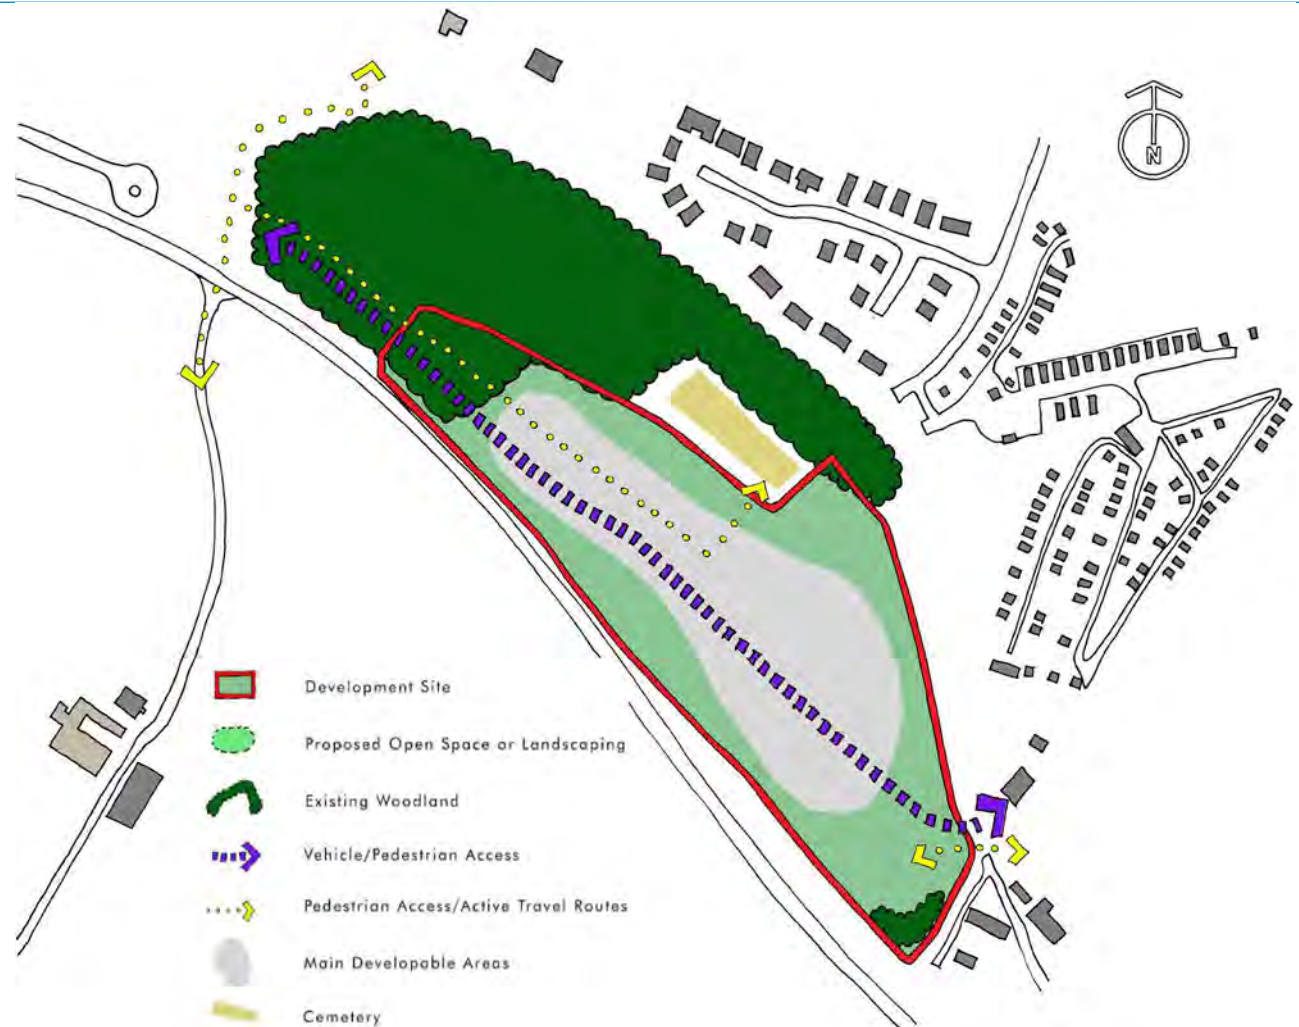 N
Development Site
Proposed Open Space or Landscaping
Existing Woodland
Vehicle/Pedestrian Access
Pedestrian Access/Active Travel Routes
Main Developable Areas
Cemetery